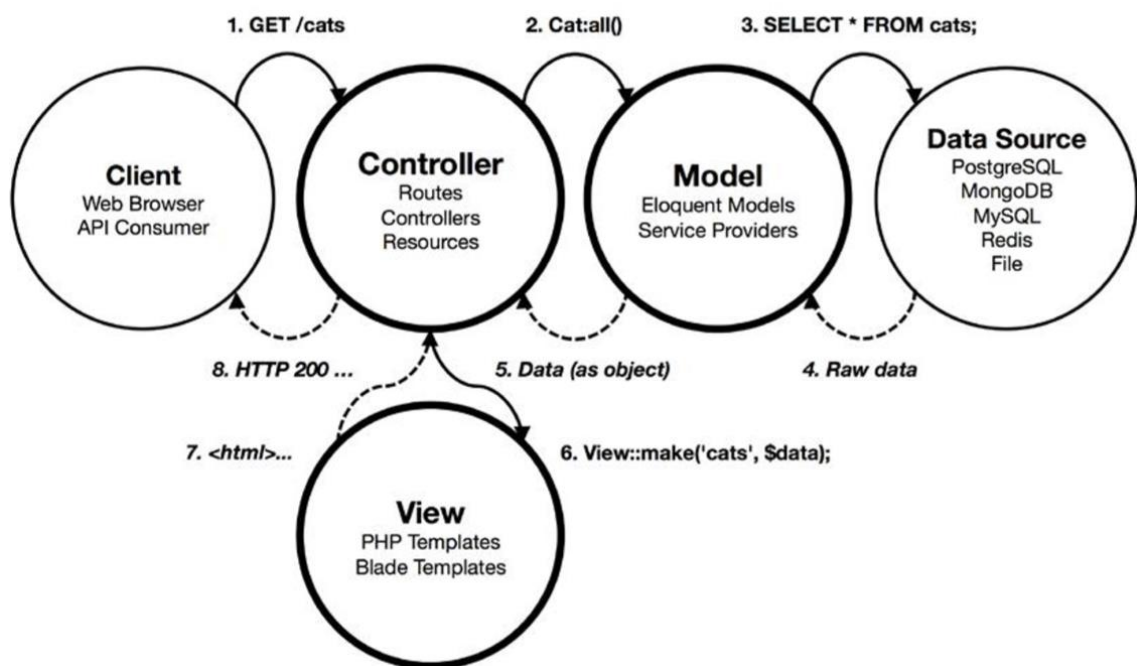 1. GET /cats
2. Cat:all()
3. SELECT * FROM cats;
Client
Web Browser
API Consumer
Controller
Routes
Controllers
Resources
Model
Eloquent Models
Service Providers
Data Source
PostgreSQL
MongoDB
MySQL
Redis
File
8. HTTP 200 ...
5. Data (as object)
4. Raw data
7. <html>...
6. View::make('cats', $data);
View
PHP Templates
Blade Templates